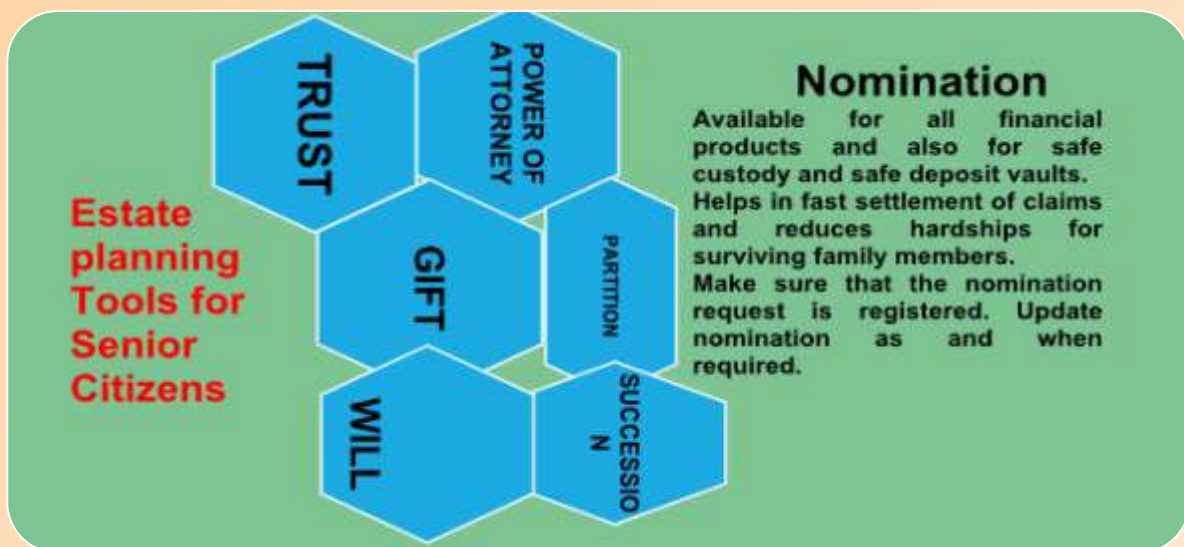 Estate
planning
Tools for
Senior
Citizens
TRUST
POWER OF
ATTORNEY
GIFT
PARTITION
WILL
SUCCESSIO
N
Nomination
Available for all financial
products and also for safe
custody and safe deposit vaults.
Helps in fast settlement of claims
and reduces hardships for
surviving family members.
Make sure that the nomination
request is registered. Update
nomination as and when
required.